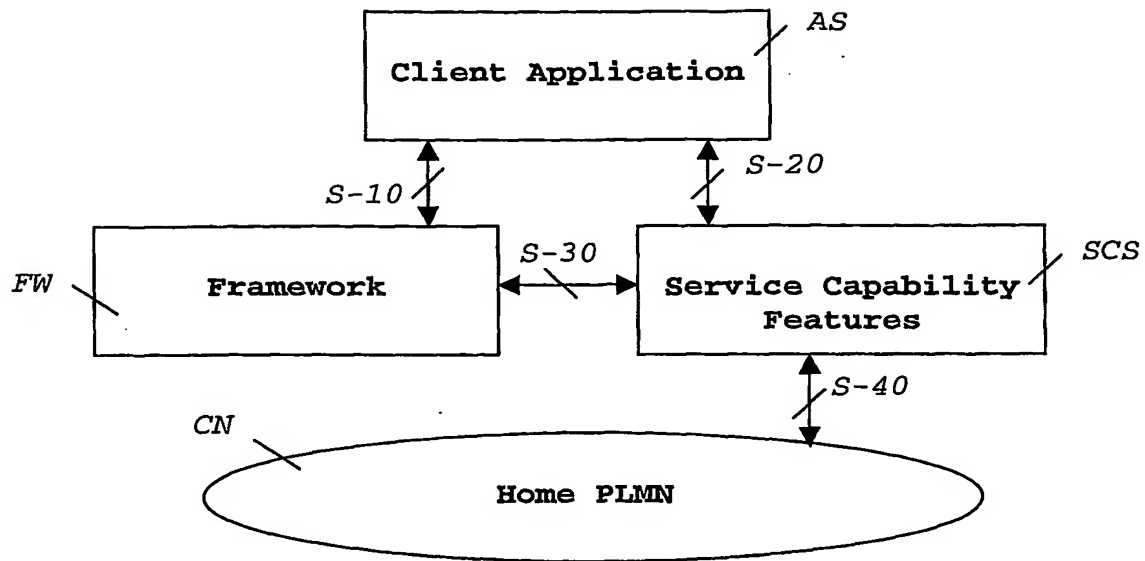 AS
Client Application
S-10
S-20
FW
Framework
S-30
Service Capability
Features
SCS
S-40
CN
Home PLMN